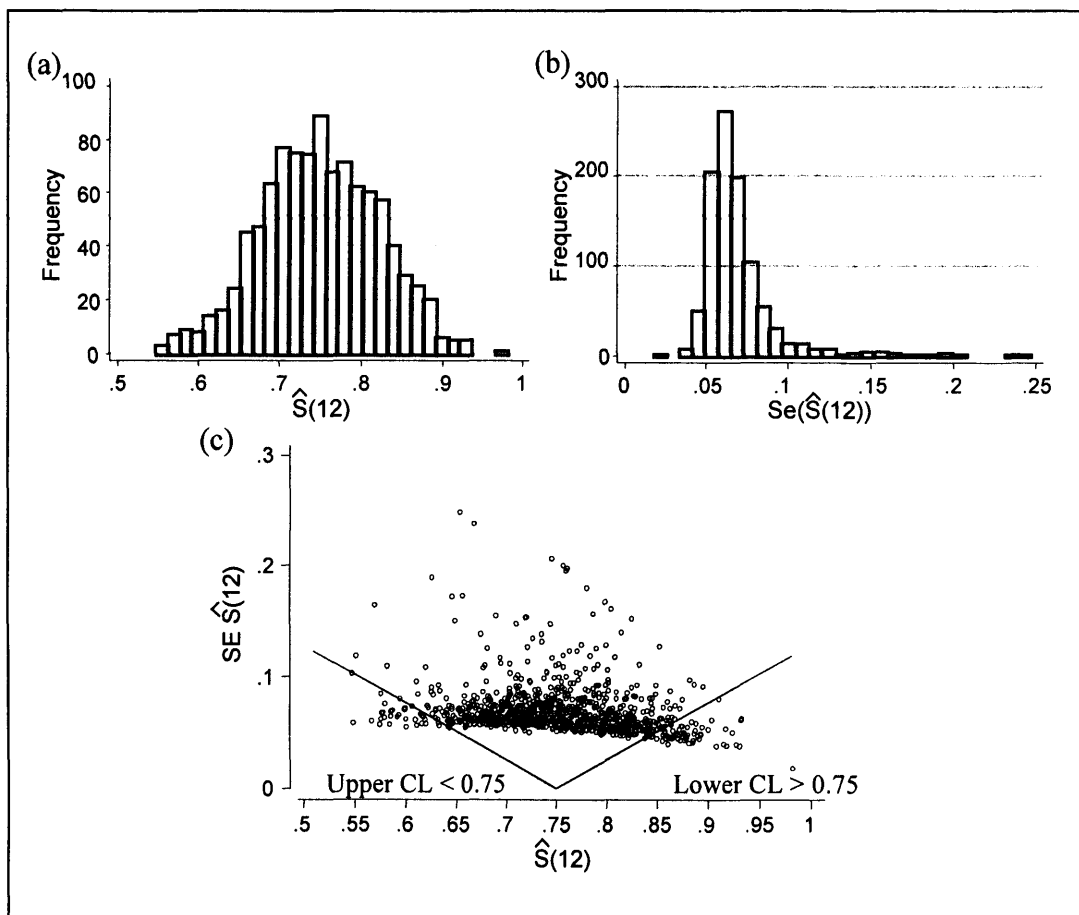 (a)
100
80
60
40
20
0
Frequency
.5 .6 .7 .8 .9 1
Ŝ(12)
(b)
300
200
100
0
Frequency
0 .05 .1 .15 .2 .25
Se(Ŝ(12))
(c)
.3
.2
.1
0
SE Ŝ(12)
Upper CL < 0.75 Lower CL > 0.75
.5 .55 .6 .65 .7 .75 .8 .85 .9 .95 1
Ŝ(12)